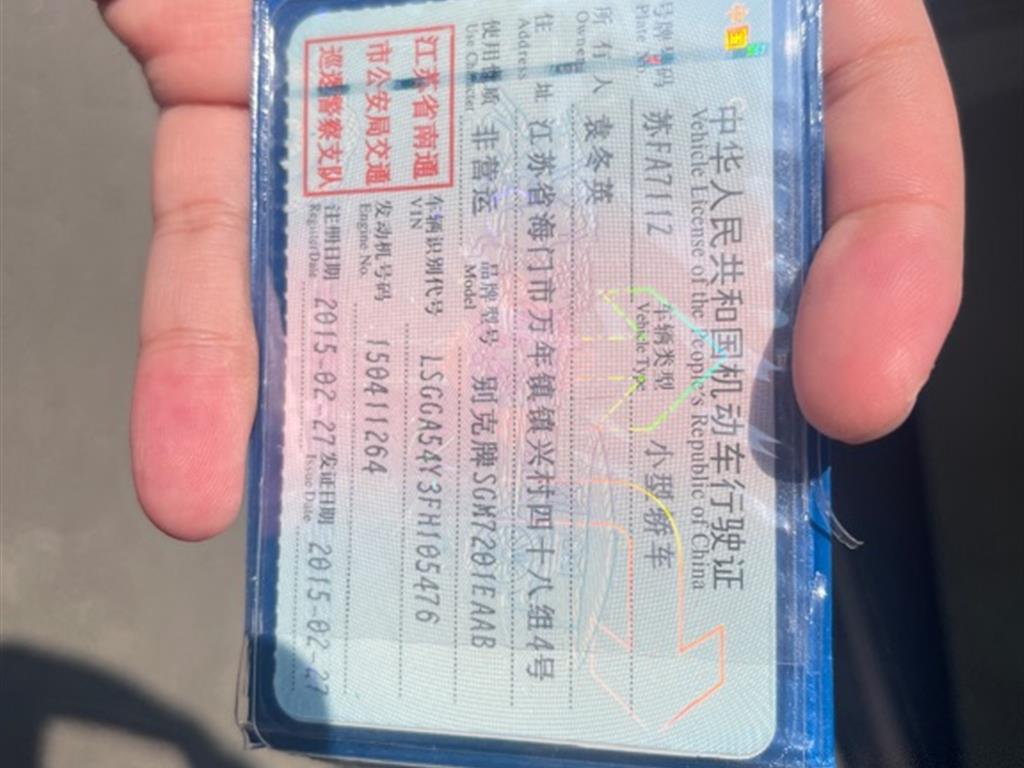 中国
中华人民共和国机动车行驶证
Vehicle License of the People's Republic of China
号牌号码 苏FA7112 车辆类型 小型轿车
Plate No. Vehicle Type
所有人 袁冬英
Owner
住址 江苏省海门市万年镇镇兴村四十八组4号
Address
使用性质 非营运 品牌型号 别克牌SGM7201EAAB
Use Character Model
江苏省南通
市公安局交通
巡逻警察支队
车辆识别代号 LSGGA54Y3FH105476
VIN
发动机号码 150411264
Engine No.
注册日期 2015-02-27 发证日期 2015-02-27
Register Date Issue Date